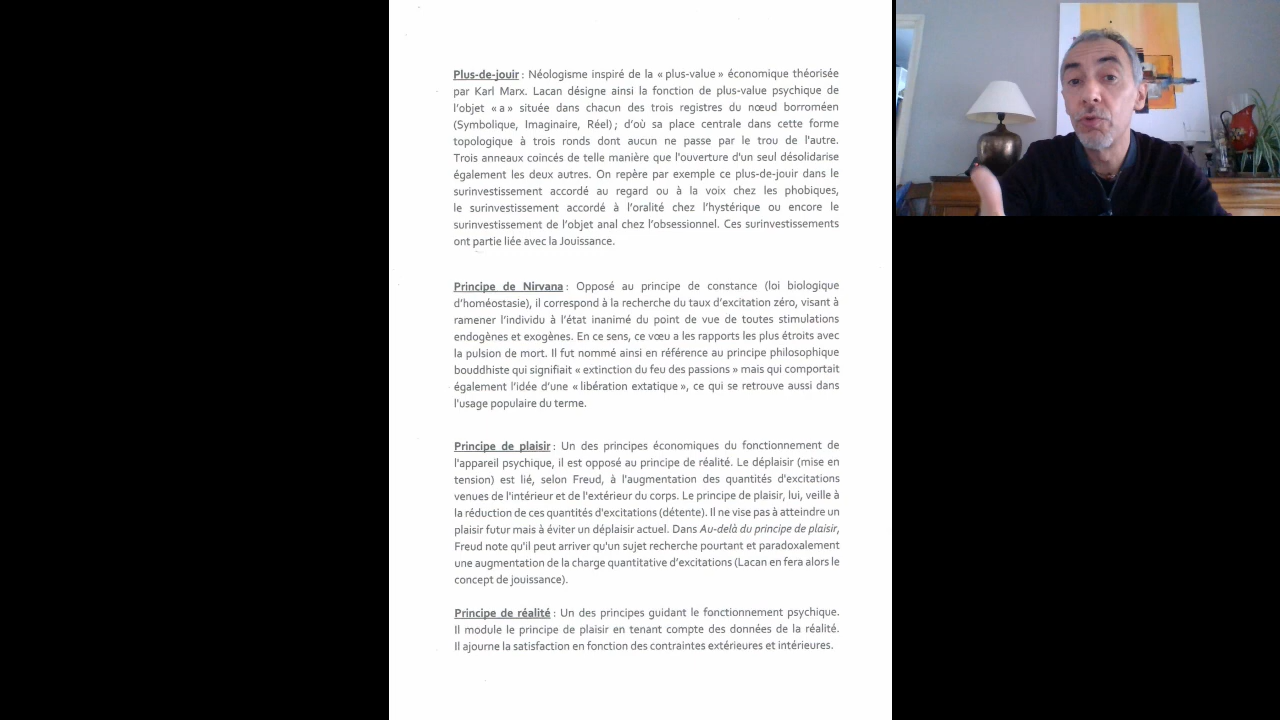 Plus-de-jouir : Néologisme inspiré de la « plus-value » économique théorisée
par Karl Marx. Lacan désigne ainsi la fonction de plus-value psychique de
l'objet « a » située dans chacun des trois registres du nœud borroméen
(Symbolique, Imaginaire, Réel) ; d'où sa place centrale dans cette forme
topologique à trois ronds dont aucun ne passe par le trou de l'autre.
Trois anneaux coincés de telle manière que l'ouverture d'un seul désolidarise
également les deux autres. On repère par exemple ce plus-de-jouir dans le
surinvestissement accordé au regard ou à la voix chez les phobiques,
le surinvestissement accordé à l'oralité chez l'hystérique ou encore le
surinvestissement de l'objet anal chez l'obsessionnel. Ces surinvestissements
ont partie liée avec la Jouissance.
Principe de Nirvana : Opposé au principe de constance (loi biologique
d'homéostasie), il correspond à la recherche du taux d'excitation zéro, visant à
ramener l'individu à l'état inanimé du point de vue de toutes stimulations
endogènes et exogènes. En ce sens, ce vœu a les rapports les plus étroits avec
la pulsion de mort. Il fut nommé ainsi en référence au principe philosophique
bouddhiste qui signifiait « extinction du feu des passions » mais qui comportait
également l'idée d'une « libération extatique », ce qui se retrouve aussi dans
l'usage populaire du terme.
Principe de plaisir : Un des principes économiques du fonctionnement de
l'appareil psychique, il est opposé au principe de réalité. Le déplaisir (mise en
tension) est lié, selon Freud, à l'augmentation des quantités d'excitations
venues de l'intérieur et de l'extérieur du corps. Le principe de plaisir, lui, veille à
la réduction de ces quantités d'excitations (détente). Il ne vise pas à atteindre un
plaisir futur mais à éviter un déplaisir actuel. Dans Au-delà du principe de plaisir,
Freud note qu'il peut arriver qu'un sujet recherche pourtant et paradoxalement
une augmentation de la charge quantitative d'excitations (Lacan en fera alors le
concept de jouissance).
Principe de réalité : Un des principes guidant le fonctionnement psychique.
Il module le principe de plaisir en tenant compte des données de la réalité.
Il ajourne la satisfaction en fonction des contraintes extérieures et intérieures.